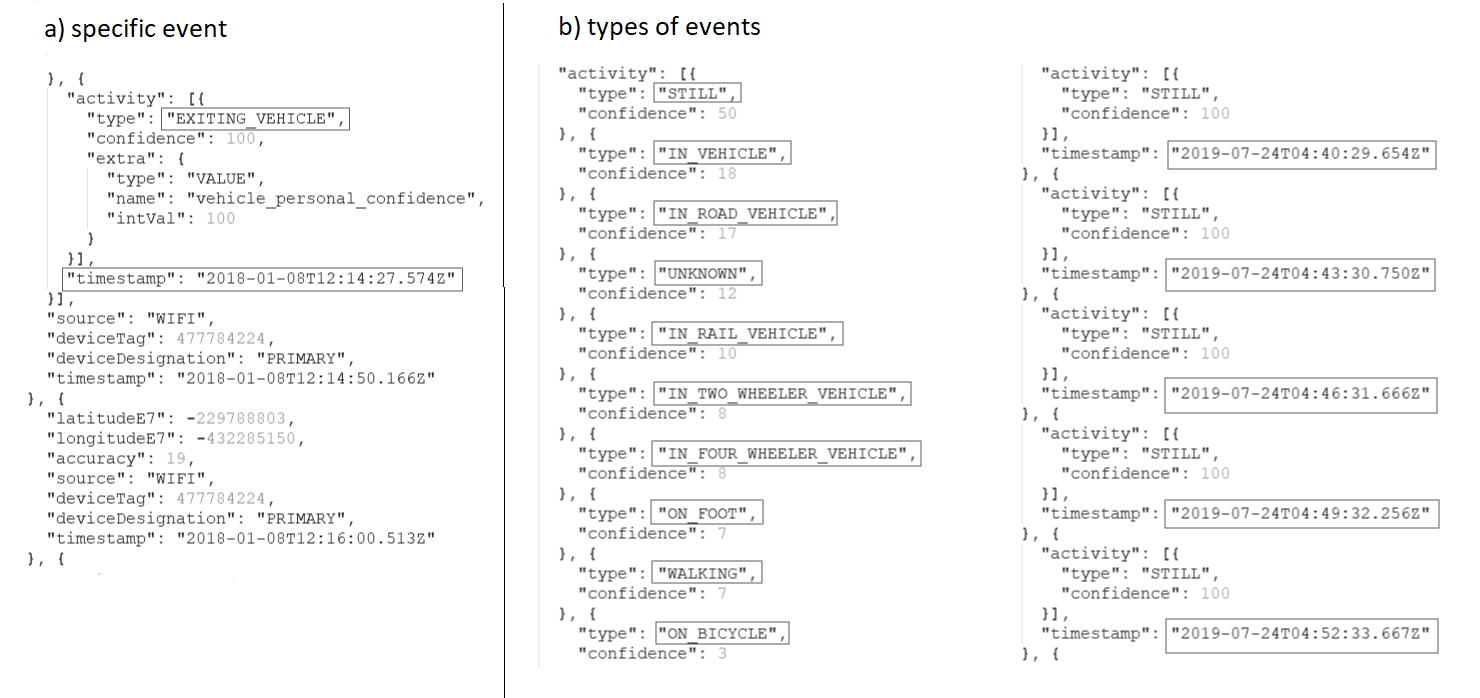 a) specific event
}, {
"activity": [{
"type": "EXITING_VEHICLE",
"confidence": 100,
"extra": {
"type": "VALUE",
"name": "vehicle_personal_confidence",
"intVal": 100
}
}],
"timestamp": "2018-01-08T12:14:27.574Z"
}],
"source": "WIFI",
"deviceTag": 477784224,
"deviceDesignation": "PRIMARY",
"timestamp": "2018-01-08T12:14:50.166Z"
}, {
"latitudeE7": -229788803,
"longitudeE7": -432285150,
"accuracy": 19,
"source": "WIFI",
"deviceTag": 477784224,
"deviceDesignation": "PRIMARY",
"timestamp": "2018-01-08T12:16:00.513Z"
}, {
b) types of events
"activity": [{
"type": "STILL",
"confidence": 50
}, {
"type": "IN_VEHICLE",
"confidence": 18
}, {
"type": "IN_ROAD_VEHICLE",
"confidence": 17
}, {
"type": "UNKNOWN",
"confidence": 12
}, {
"type": "IN_RAIL_VEHICLE",
"confidence": 10
}, {
"type": "IN_TWO_WHEELER_VEHICLE",
"confidence": 8
}, {
"type": "IN_FOUR_WHEELER_VEHICLE",
"confidence": 8
}, {
"type": "ON_FOOT",
"confidence": 7
}, {
"type": "WALKING",
"confidence": 7
}, {
"type": "ON_BICYCLE",
"confidence": 3
"activity": [{
"type": "STILL",
"confidence": 100
}],
"timestamp": "2019-07-24T04:40:29.654Z"
}, {
"activity": [{
"type": "STILL",
"confidence": 100
}],
"timestamp": "2019-07-24T04:43:30.750Z"
}, {
"activity": [{
"type": "STILL",
"confidence": 100
}],
"timestamp": "2019-07-24T04:46:31.666Z"
}, {
"activity": [{
"type": "STILL",
"confidence": 100
}],
"timestamp": "2019-07-24T04:49:32.256Z"
}, {
"activity": [{
"type": "STILL",
"confidence": 100
}],
"timestamp": "2019-07-24T04:52:33.667Z"
}, {